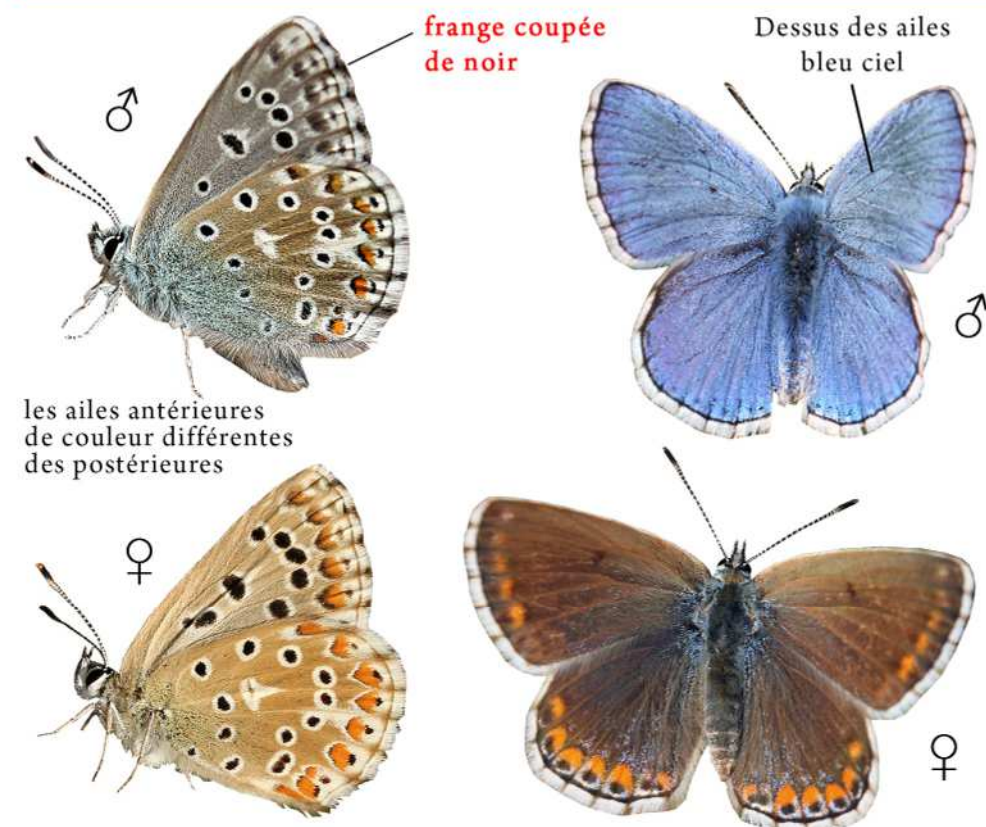 frange coupée
de noir
Dessus des ailes
bleu ciel
♂
♂
les ailes antérieures
de couleur différentes
des postérieures
♀
♀